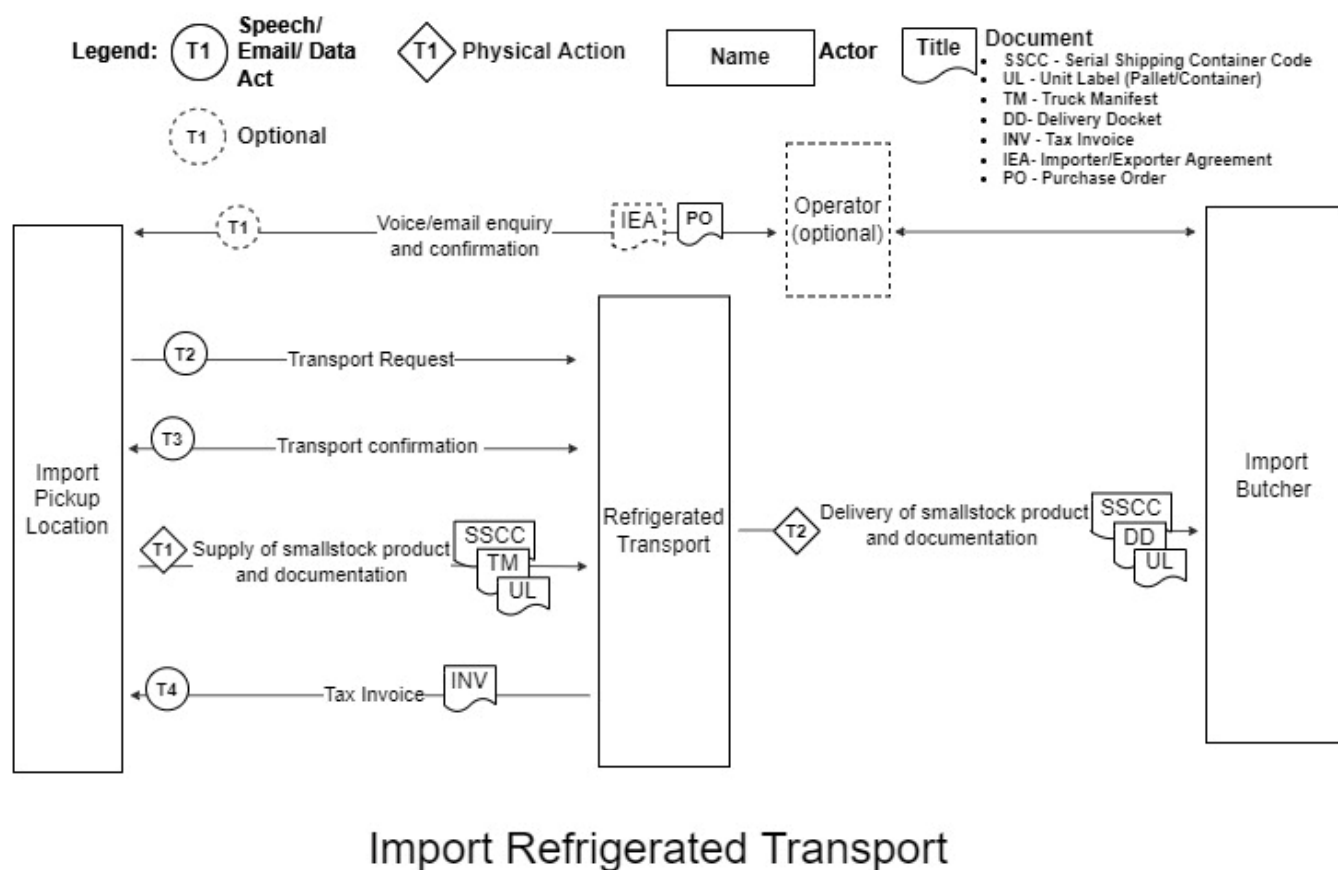 Legend:
T1
Speech/
Email/ Data
Act
T1
Physical Action
Name
Actor
Title
Document
• SSCC - Serial Shipping Container Code
• UL - Unit Label (Pallet/Container)
• TM - Truck Manifest
• DD- Delivery Docket
• INV - Tax Invoice
• IEA- Importer/Exporter Agreement
• PO - Purchase Order
T1
Optional
T1
Voice/email enquiry
and confirmation
IEA
PO
Operator
(optional)
T2
Transport Request
T3
Transport confirmation
Import
Pickup
Location
Refrigerated
Transport
Import
Butcher
T1
Supply of smallstock product
and documentation
SSCC
TM
UL
T2
Delivery of smallstock product
and documentation
SSCC
DD
UL
T4
Tax Invoice
INV
Import Refrigerated Transport